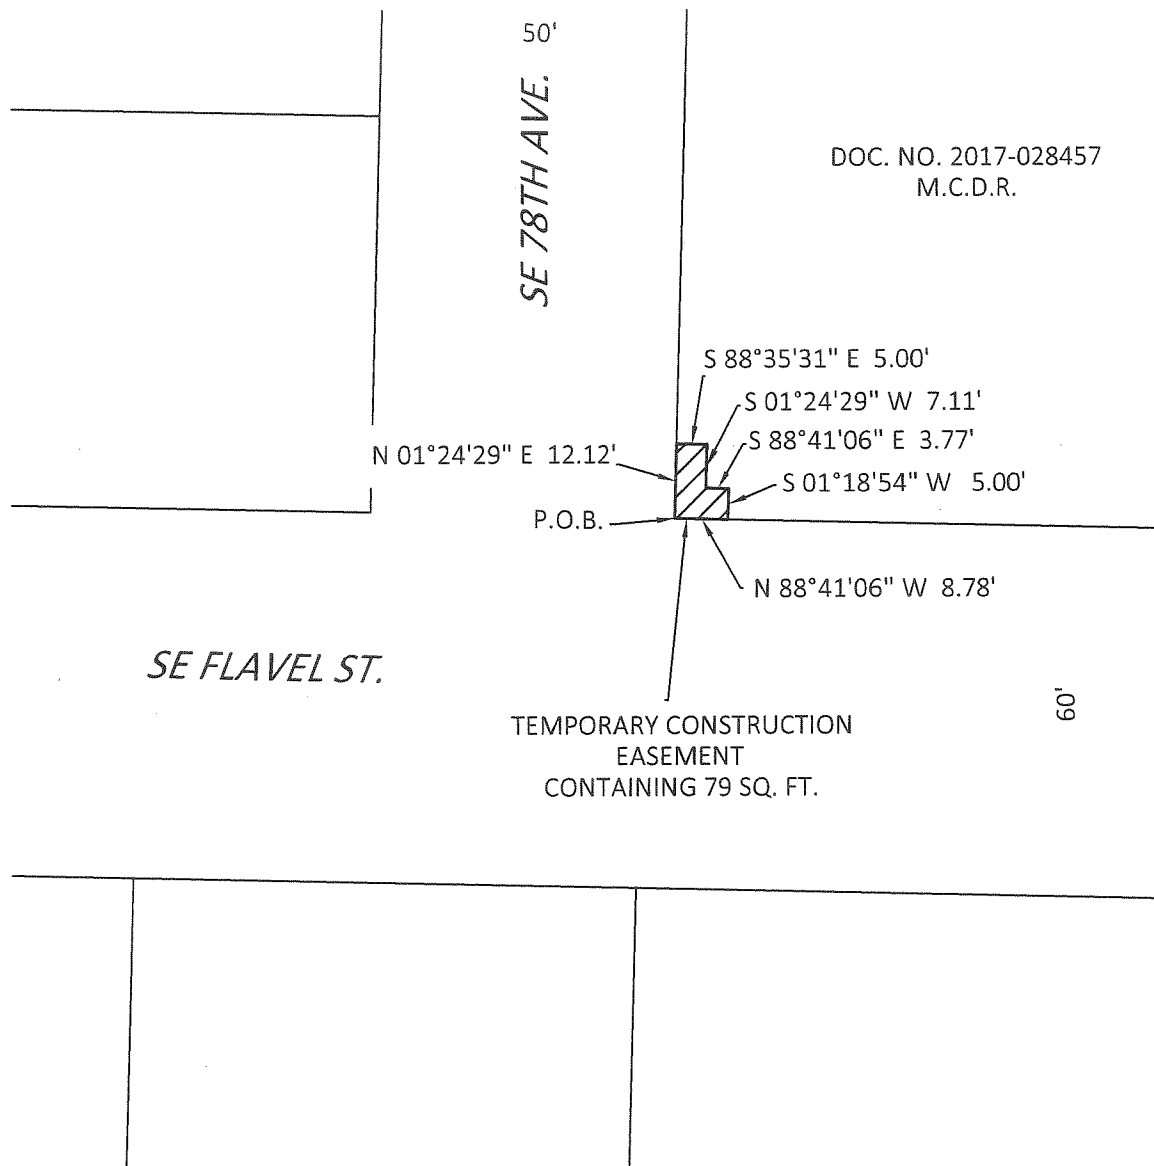 50'
SE 78TH AVE.
DOC. NO. 2017-028457
M.C.D.R.
S 88°35'31" E 5.00'
S 01°24'29" W 7.11'
S 88°41'06" E 3.77'
N 01°24'29" E 12.12'
S 01°18'54" W 5.00'
P.O.B.
N 88°41'06" W 8.78'
SE FLAVEL ST.
60'
TEMPORARY CONSTRUCTION
EASEMENT
CONTAINING 79 SQ. FT.